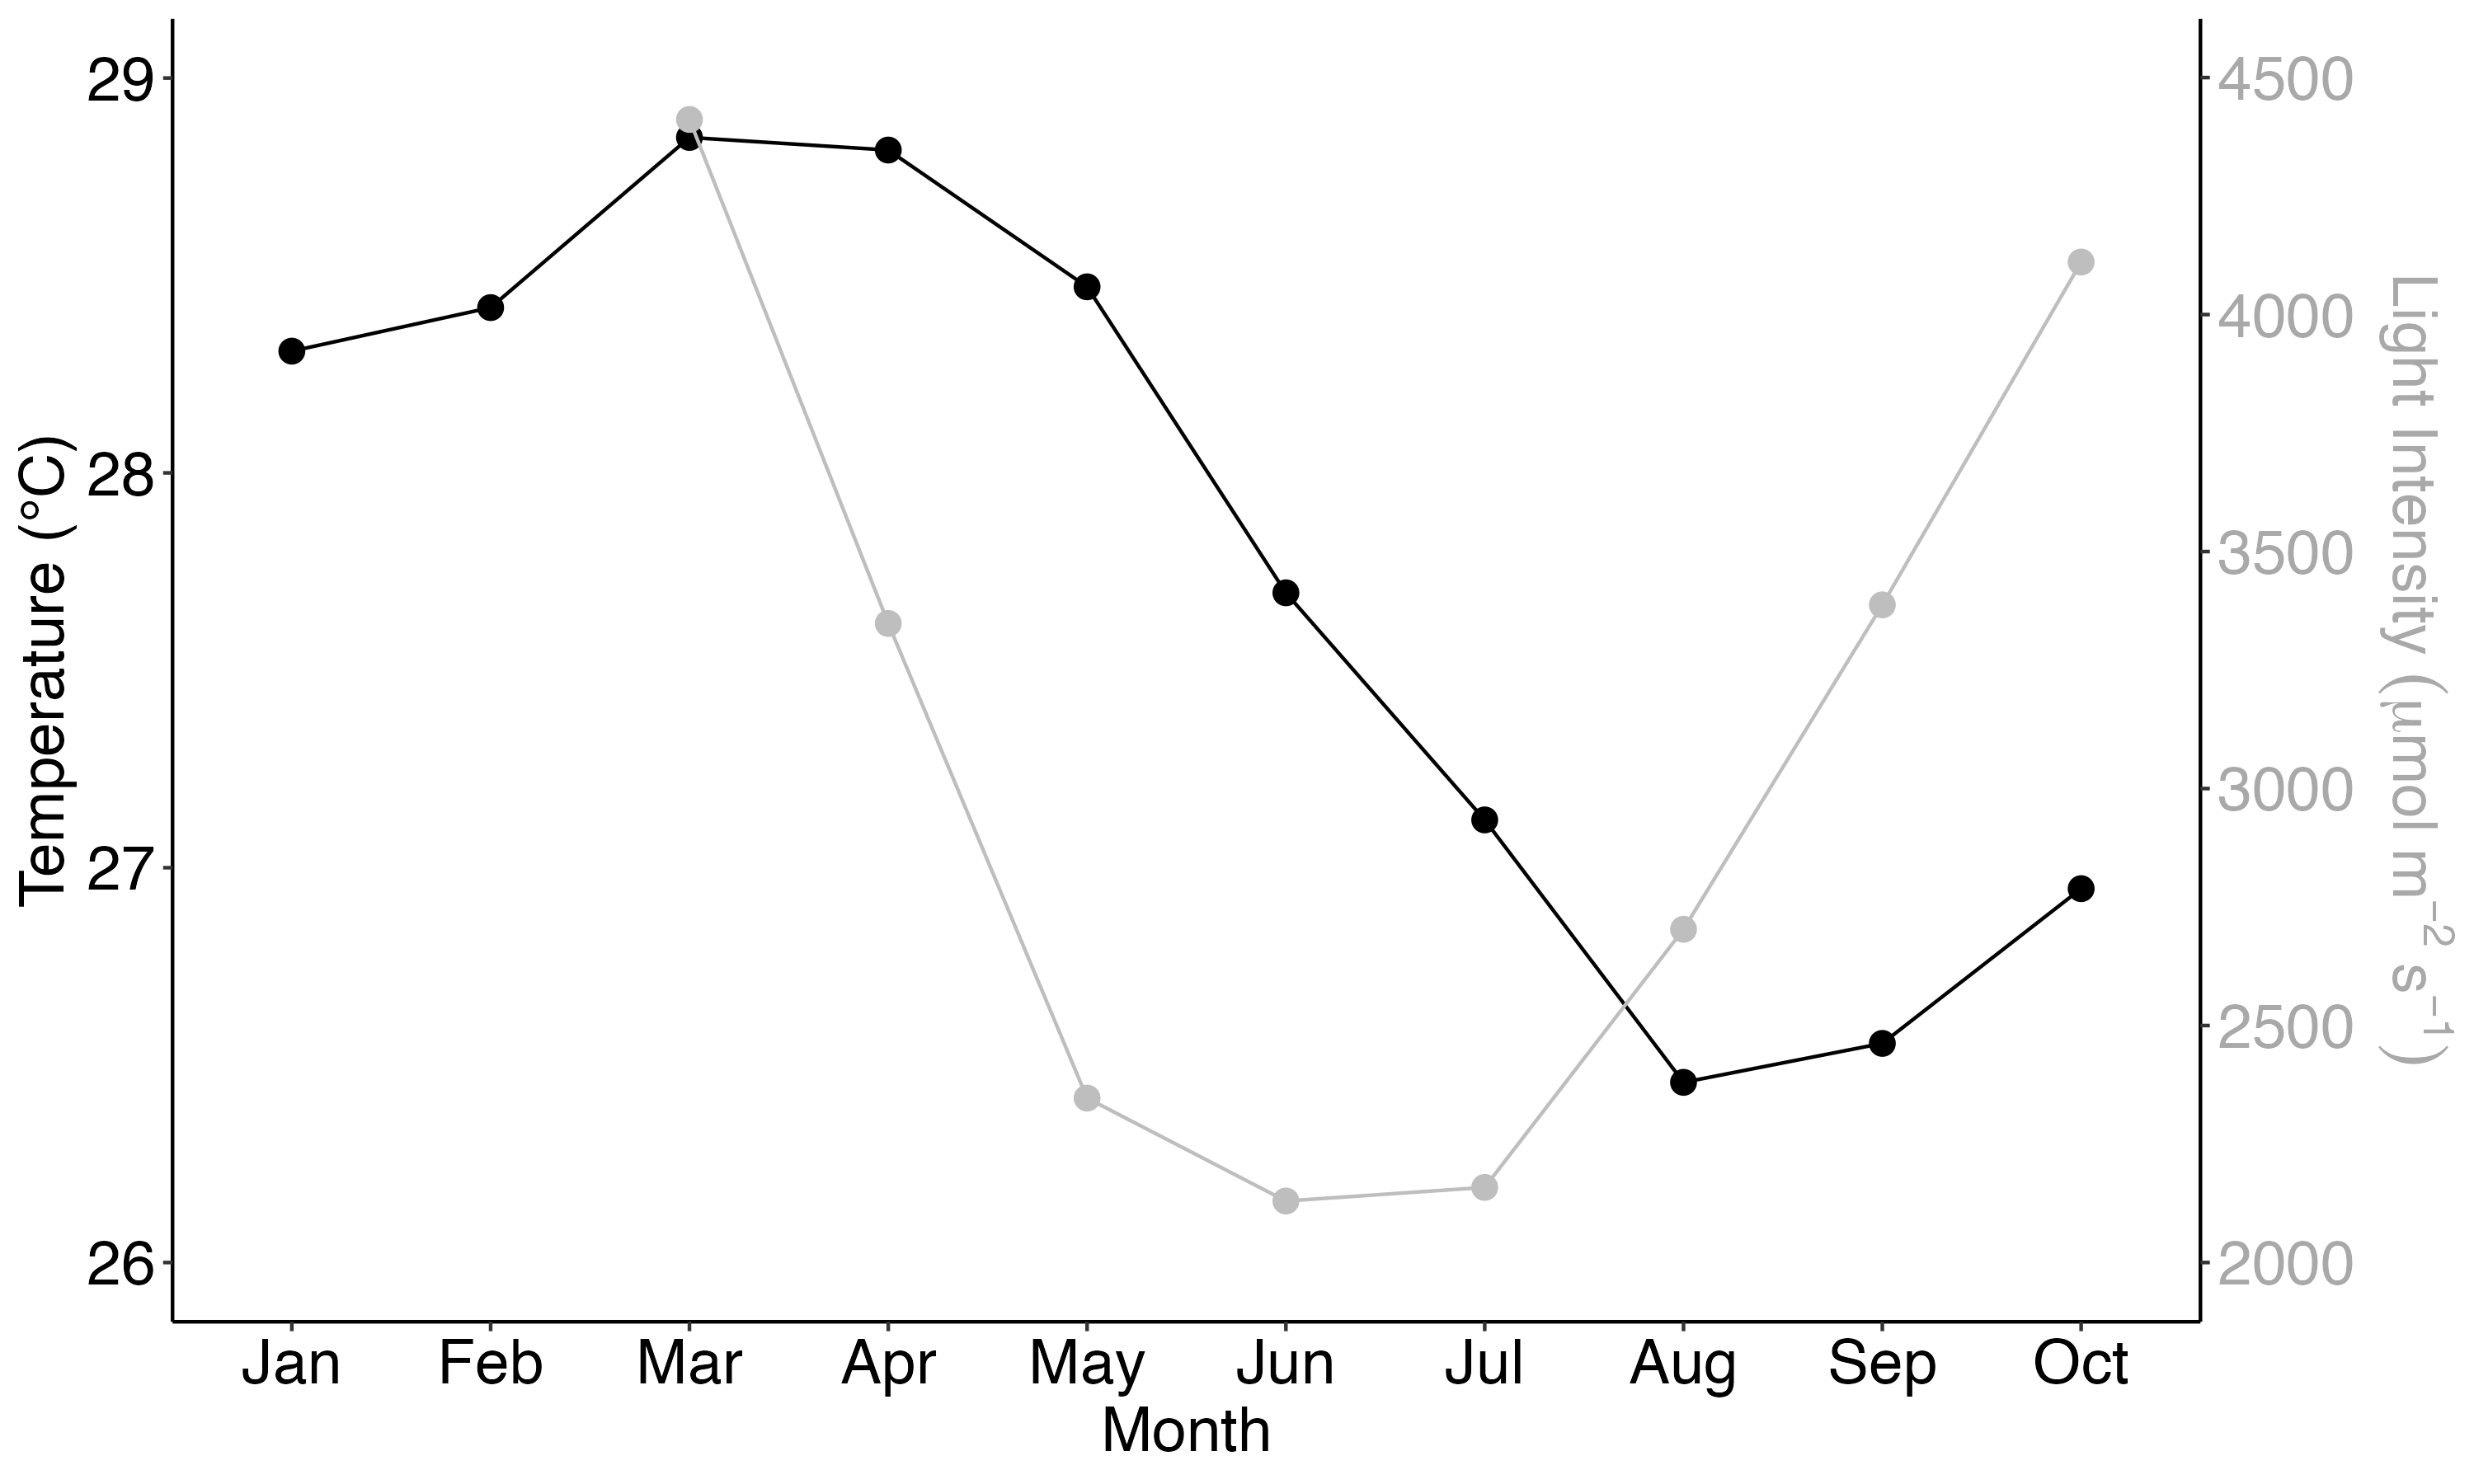 Temperature (°C)
29
28
27
26
Jan Feb Mar Apr May Jun Jul Aug Sep Oct
Month
4500
4000
3500
3000
2500
2000
Light Intensity (μmol m⁻² s⁻¹)